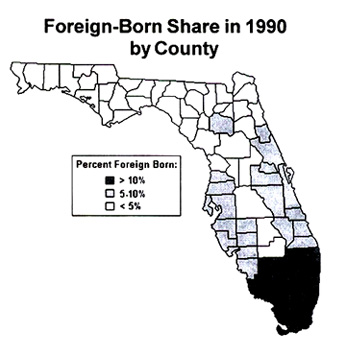 Foreign-Born Share in 1990
by County
Percent Foreign Born:
> 10%
5-10%
< 5%